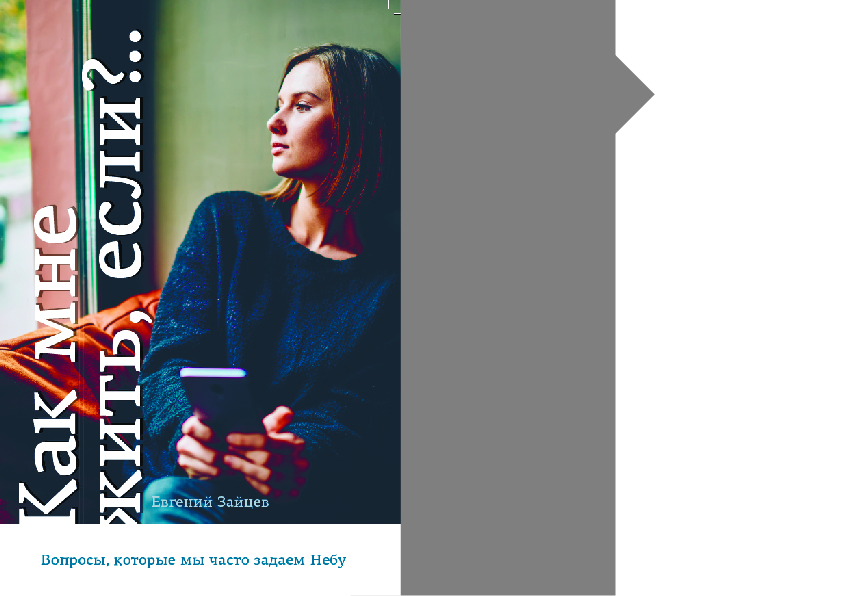 Как мне
жить, если?..
Евгений Зайцев
Вопросы, которые мы часто задаем Небу